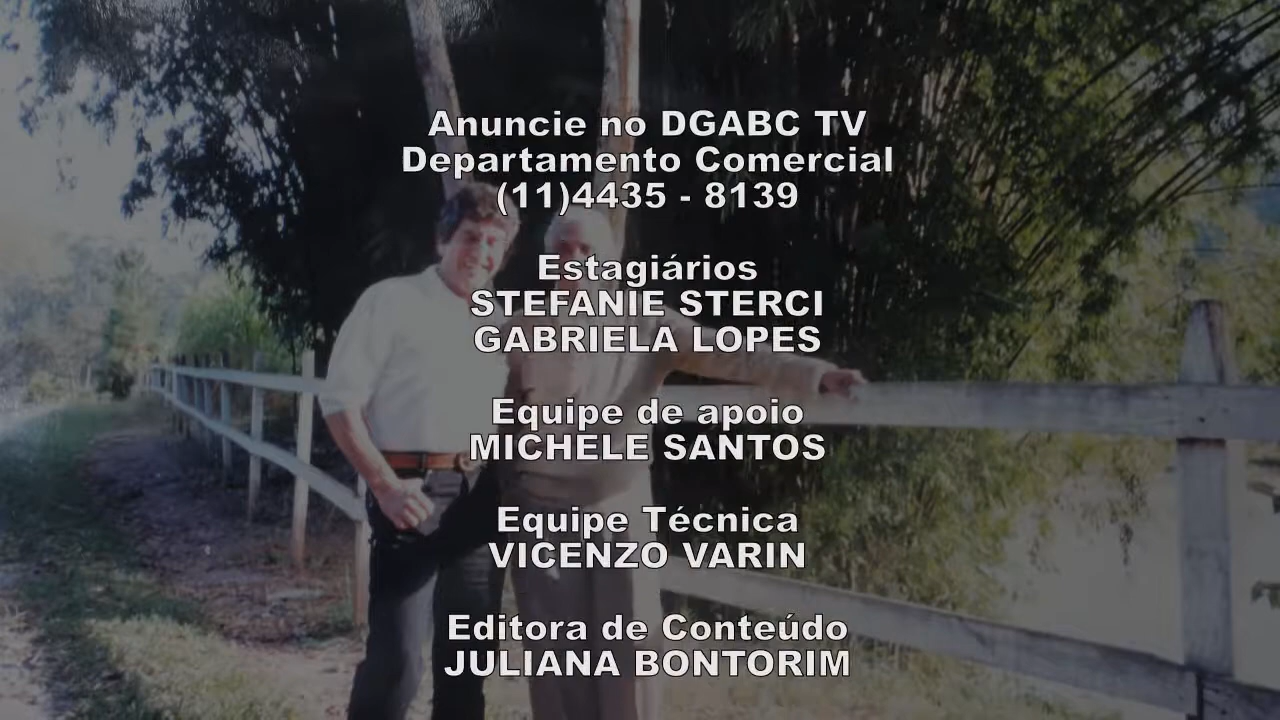 Anuncie no DGABC TV
Departamento Comercial
(11)4435 - 8139
Estagiários
STEFANIE STERCI
GABRIELA LOPES
Equipe de apoio
MICHELE SANTOS
Equipe Técnica
VICENZO VARIN
Editora de Conteúdo
JULIANA BONTORIM